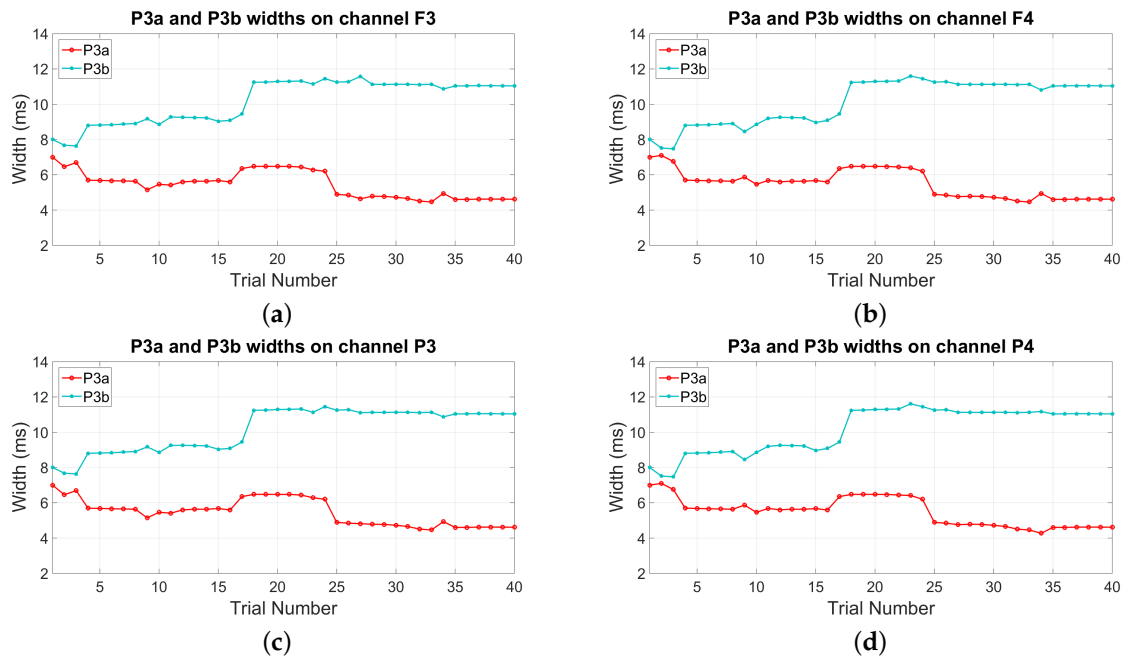 P3a and P3b widths on channel F3
14
12
10
8
6
4
2
Width (ms)
P3a
P3b
5 10 15 20 25 30 35 40
Trial Number
(a)
P3a and P3b widths on channel F4
14
12
10
8
6
4
2
Width (ms)
P3a
P3b
5 10 15 20 25 30 35 40
Trial Number
(b)
P3a and P3b widths on channel P3
14
12
10
8
6
4
2
Width (ms)
P3a
P3b
5 10 15 20 25 30 35 40
Trial Number
(c)
P3a and P3b widths on channel P4
14
12
10
8
6
4
2
Width (ms)
P3a
P3b
5 10 15 20 25 30 35 40
Trial Number
(d)